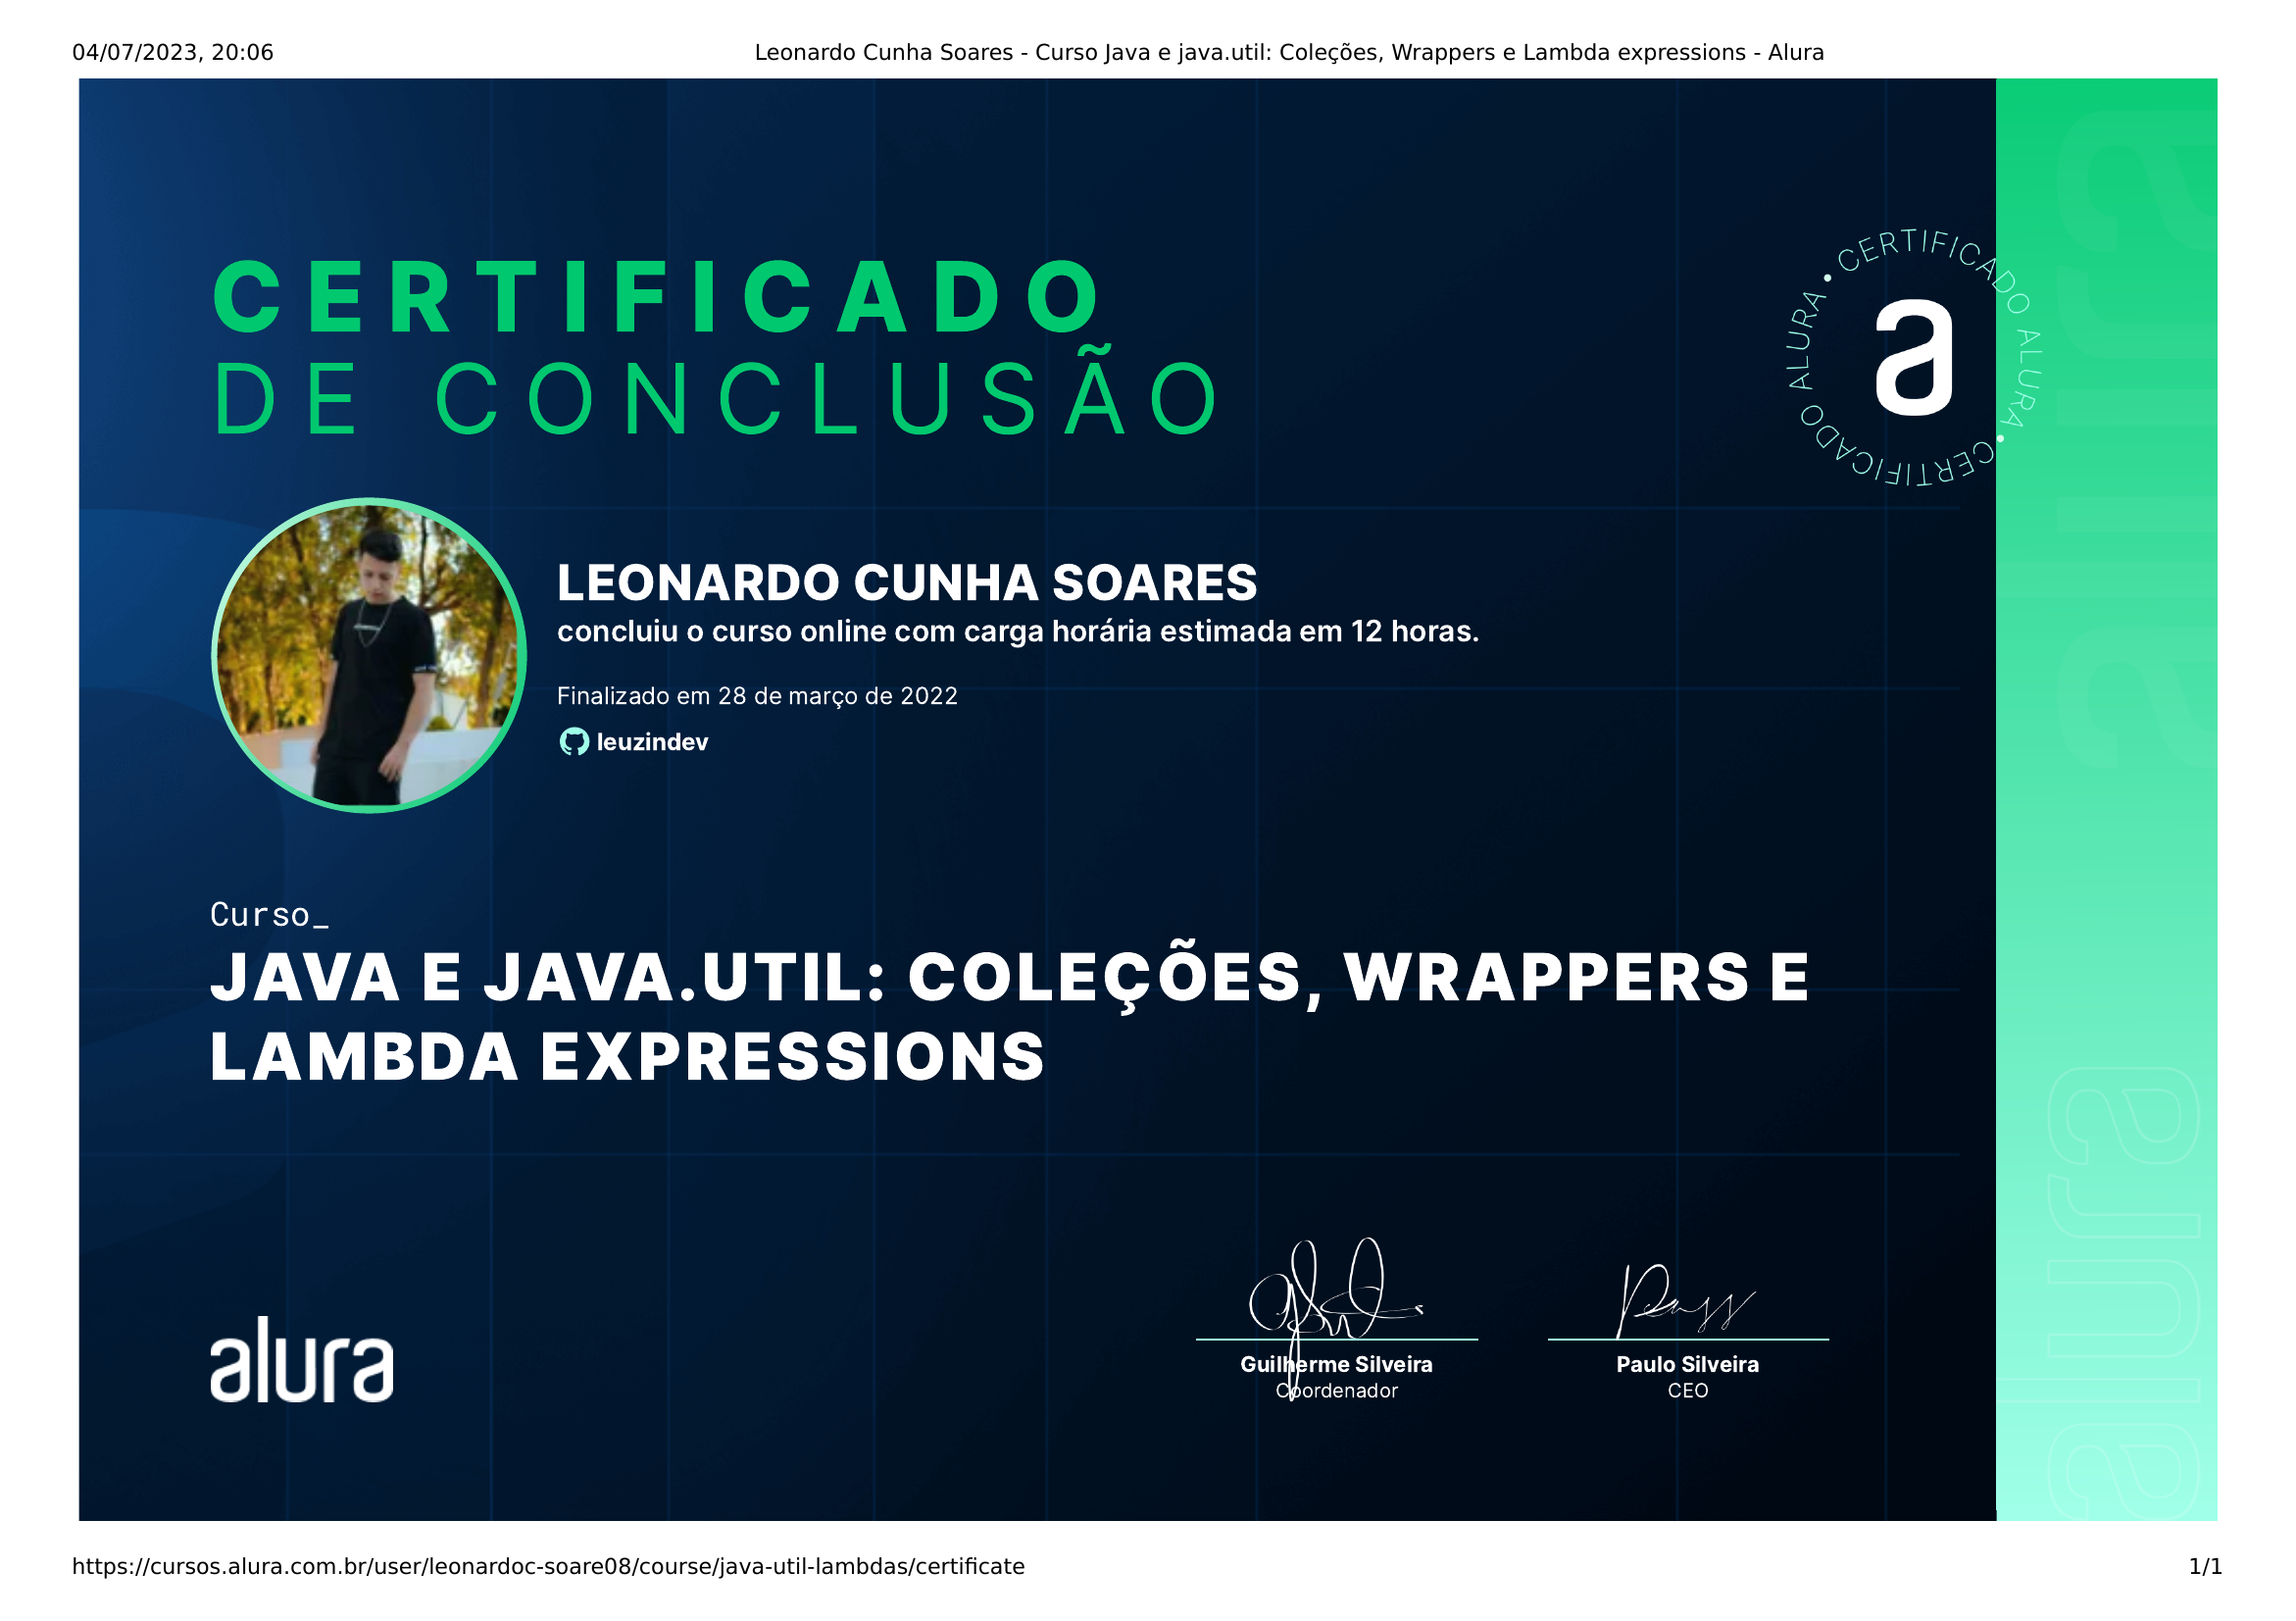 04/07/2023, 20:06
Leonardo Cunha Soares - Curso Java e java.util: Coleções, Wrappers e Lambda expressions - Alura
CERTIFICADO
DE CONCLUSÃO
CERTIFICADO ALURA • CERTIFICADO ALURA •
a
LEONARDO CUNHA SOARES
concluiu o curso online com carga horária estimada em 12 horas.
Finalizado em 28 de março de 2022
leuzindev
Curso_
JAVA E JAVA.UTIL: COLEÇÕES, WRAPPERS E
LAMBDA EXPRESSIONS
alura
Guilherme Silveira
Coordenador
Paulo Silveira
CEO
alura
alura
https://cursos.alura.com.br/user/leonardoc-soare08/course/java-util-lambdas/certificate
1/1